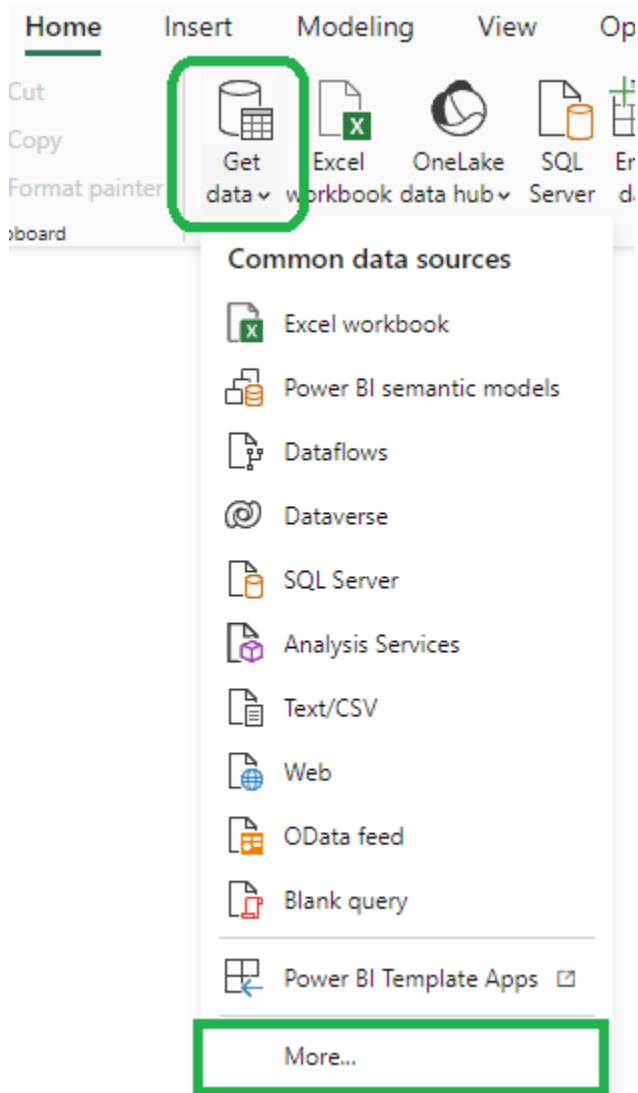 Home Insert Modeling View Op
Cut
Copy
Format painter
Get data
Excel workbook
OneLake data hub
SQL Server
board
Common data sources
Excel workbook
Power BI semantic models
Dataflows
Dataverse
SQL Server
Analysis Services
Text/CSV
Web
OData feed
Blank query
Power BI Template Apps
More...